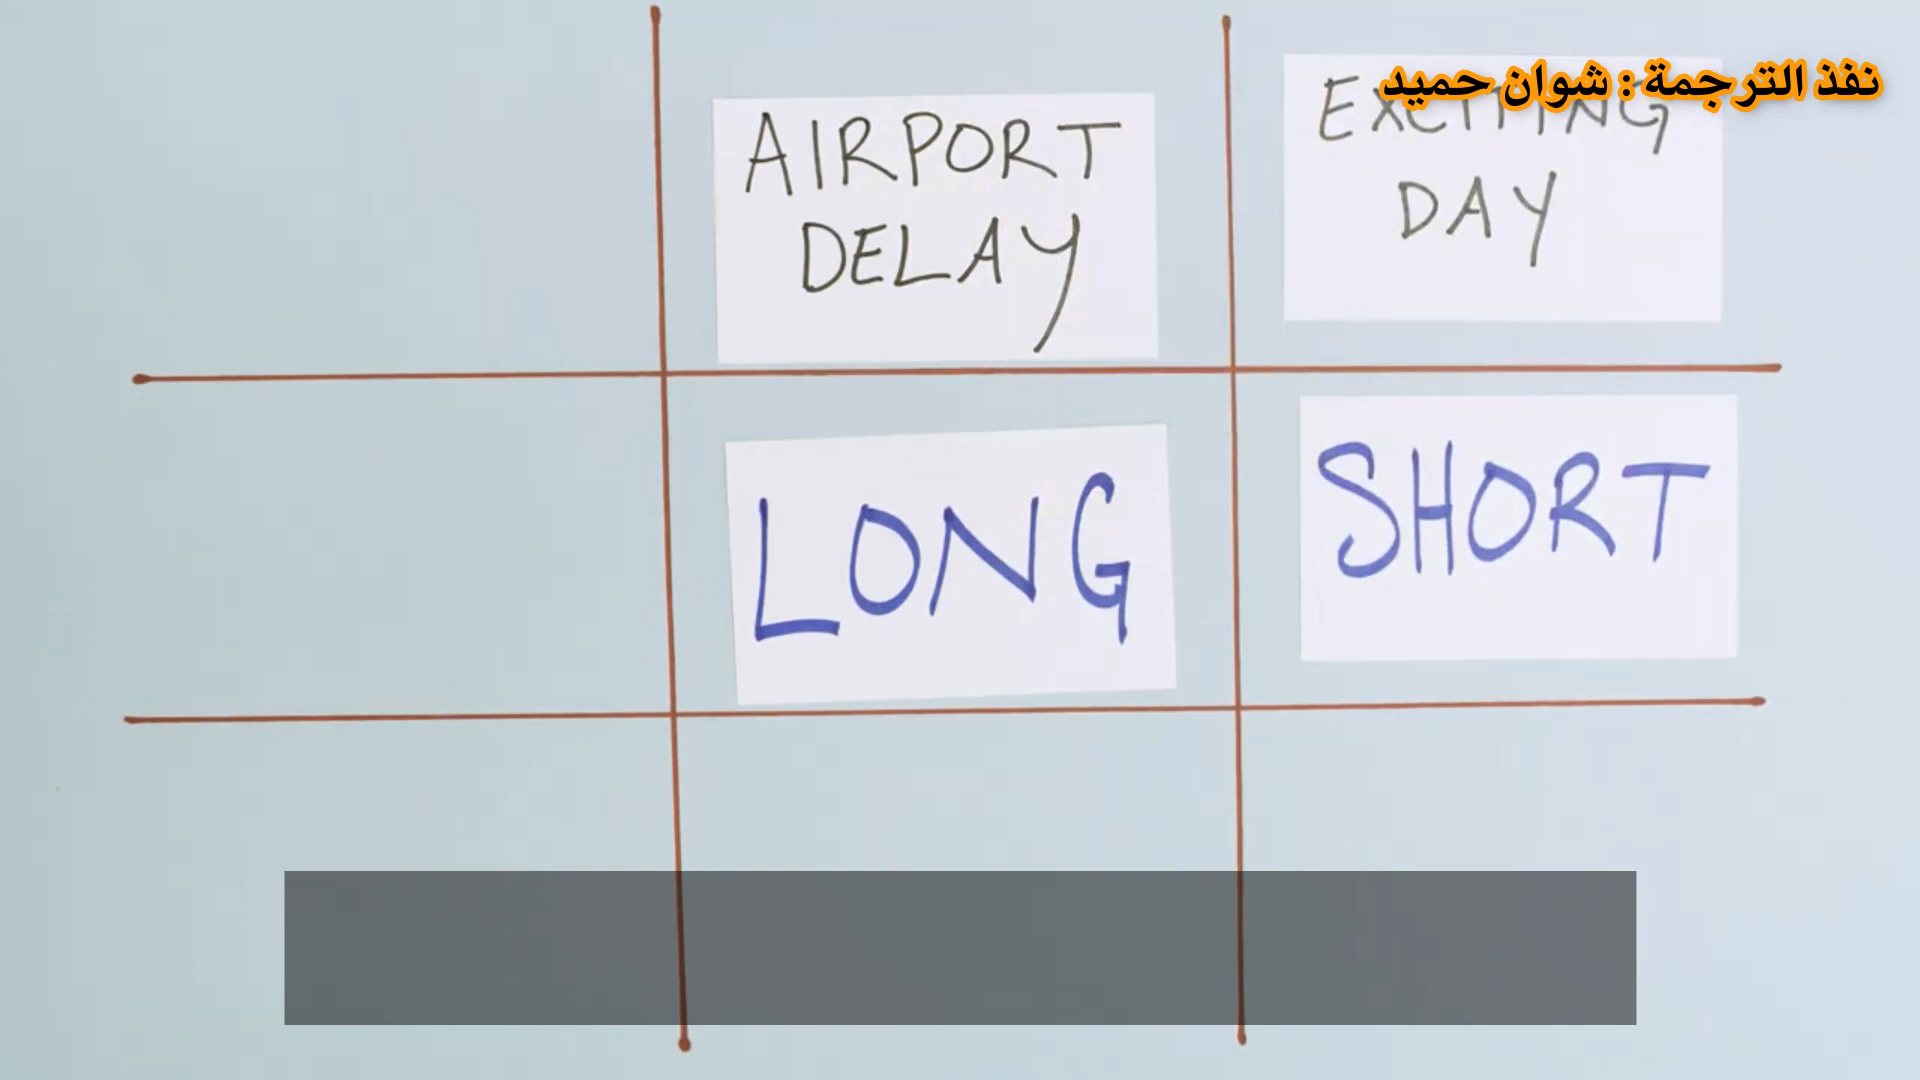 نفذ الترجمة : شوان حميد
AIRPORT
DELAY
EXCITING
DAY
LONG
SHORT